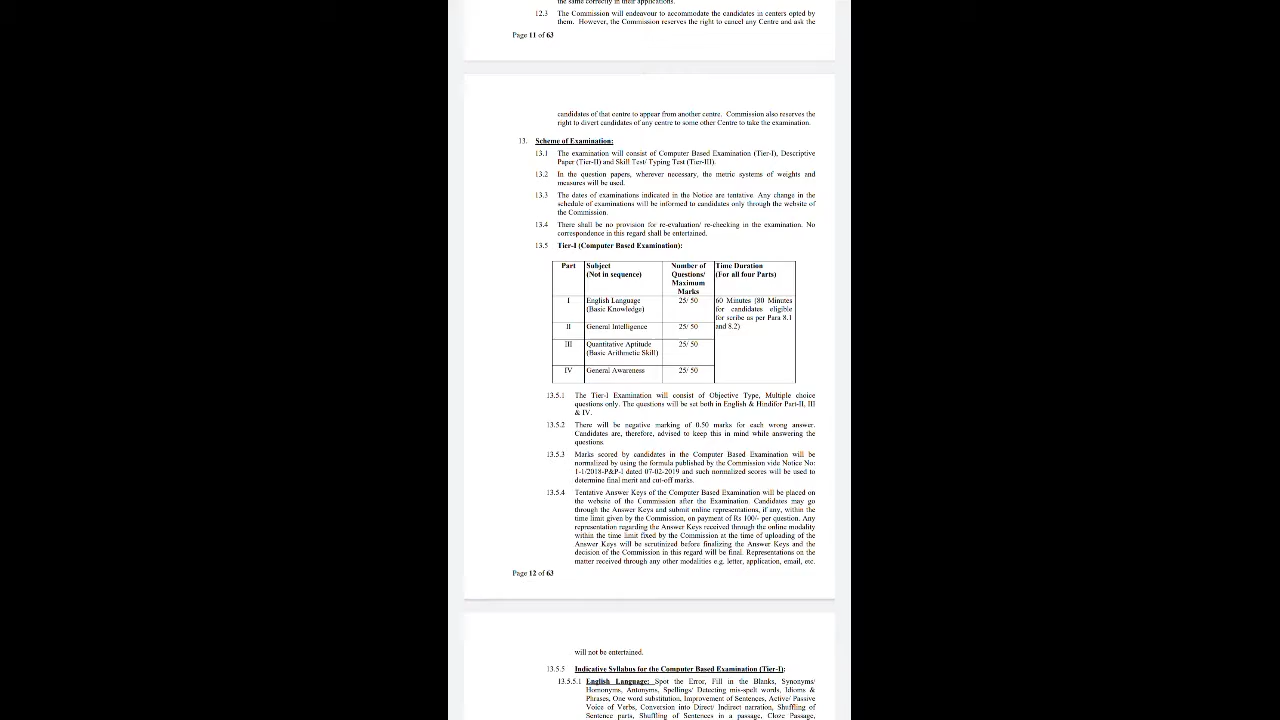 the same correctly in their applications.
12.3 The Commission will endeavour to accommodate the candidates in centers opted by
them. However, the Commission reserves the right to cancel any Centre and ask the
Page 11 of 63
candidates of that centre to appear from another centre. Commission also reserves the
right to divert candidates of any centre to some other Centre to take the examination.
13. Scheme of Examination:
13.1 The examination will consist of Computer Based Examination (Tier-I), Descriptive
Paper (Tier-II) and Skill Test/ Typing Test (Tier-III).
13.2 In the question papers, wherever necessary, the metric systems of weights and
measures will be used.
13.3 The dates of examinations indicated in the Notice are tentative. Any change in the
schedule of examinations will be informed to candidates only through the website of
the Commission.
13.4 There shall be no provision for re-evaluation/ re-checking in the examination. No
correspondence in this regard shall be entertained.
13.5 Tier-I (Computer Based Examination):
Part Subject Number of Time Duration
(Not in sequence) Questions/ (For all four Parts)
Maximum
Marks
I English Language 25/ 50 60 Minutes (80 Minutes
(Basic Knowledge) for candidates eligible
for scribe as per Para 8.1
II General Intelligence 25/ 50 and 8.2)
III Quantitative Aptitude 25/ 50
(Basic Arithmetic Skill)
IV General Awareness 25/ 50
13.5.1 The Tier-I Examination will consist of Objective Type, Multiple choice
questions only. The questions will be set both in English & Hindifor Part-II, III
& IV.
13.5.2 There will be negative marking of 0.50 marks for each wrong answer.
Candidates are, therefore, advised to keep this in mind while answering the
questions.
13.5.3 Marks scored by candidates in the Computer Based Examination will be
normalized by using the formula published by the Commission vide Notice No:
1-1/2018-P&P-I dated 07-02-2019 and such normalized scores will be used to
determine final merit and cut-off marks.
13.5.4 Tentative Answer Keys of the Computer Based Examination will be placed on
the website of the Commission after the Examination. Candidates may go
through the Answer Keys and submit online representations, if any, within the
time limit given by the Commission, on payment of Rs 100/- per question. Any
representation regarding the Answer Keys received through the online modality
within the time limit fixed by the Commission at the time of uploading of the
Answer Keys will be scrutinized before finalizing the Answer Keys and the
decision of the Commission in this regard will be final. Representations on the
matter received through any other modalities e.g. letter, application, email, etc.
Page 12 of 63
will not be entertained.
13.5.5 Indicative Syllabus for the Computer Based Examination (Tier-I):
13.5.5.1 English Language: Spot the Error, Fill in the Blanks, Synonyms/
Homonyms, Antonyms, Spellings/ Detecting mis-spelt words, Idioms &
Phrases, One word substitution, Improvement of Sentences, Active/ Passive
Voice of Verbs, Conversion into Direct/ Indirect narration, Shuffling of
Sentence parts, Shuffling of Sentences in a passage, Cloze Passage,